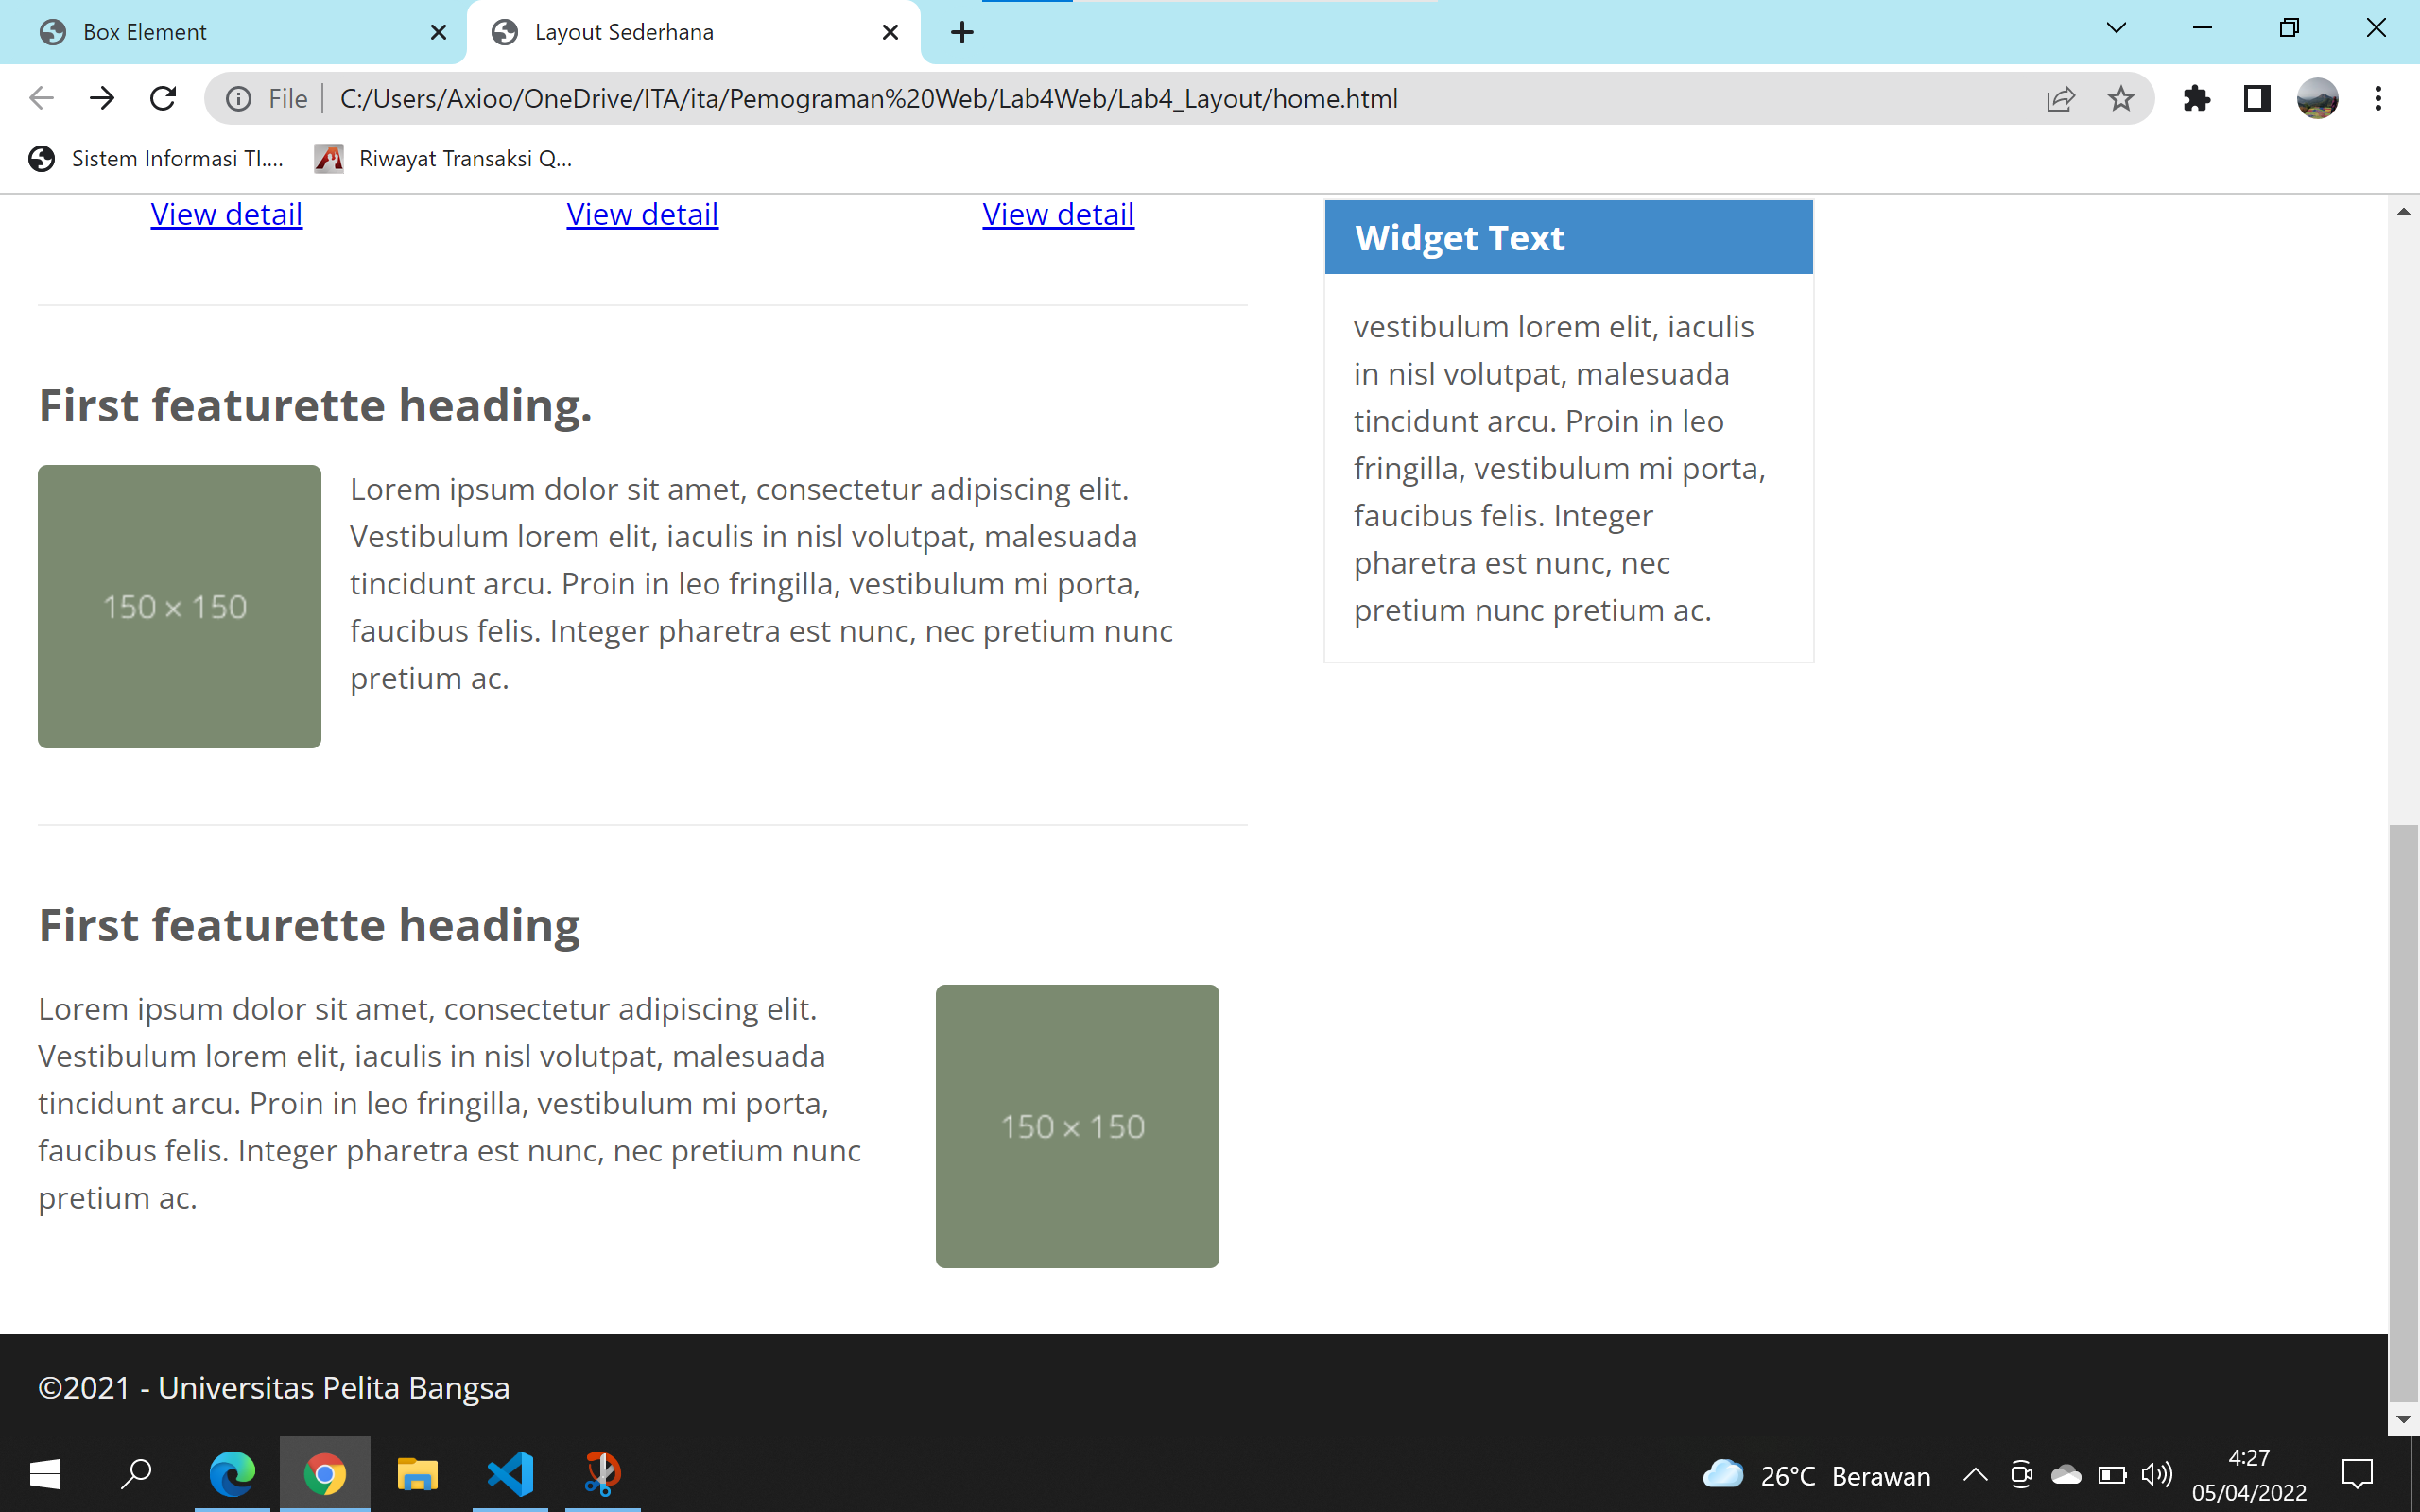 Box Element
Layout Sederhana
File
C:/Users/Axioo/OneDrive/ITA/ita/Pemograman%20Web/Lab4Web/Lab4_Layout/home.html
Sistem Informasi TI....
Riwayat Transaksi Q...
View detail
View detail
View detail
First featurette heading.
150 × 150
Lorem ipsum dolor sit amet, consectetur adipiscing elit.
Vestibulum lorem elit, iaculis in nisl volutpat, malesuada
tincidunt arcu. Proin in leo fringilla, vestibulum mi porta,
faucibus felis. Integer pharetra est nunc, nec pretium nunc
pretium ac.
First featurette heading
Lorem ipsum dolor sit amet, consectetur adipiscing elit.
Vestibulum lorem elit, iaculis in nisl volutpat, malesuada
tincidunt arcu. Proin in leo fringilla, vestibulum mi porta,
faucibus felis. Integer pharetra est nunc, nec pretium nunc
pretium ac.
150 × 150
Widget Text
vestibulum lorem elit, iaculis
in nisl volutpat, malesuada
tincidunt arcu. Proin in leo
fringilla, vestibulum mi porta,
faucibus felis. Integer
pharetra est nunc, nec
pretium nunc pretium ac.
©2021 - Universitas Pelita Bangsa
26°C Berawan
4:27
05/04/2022